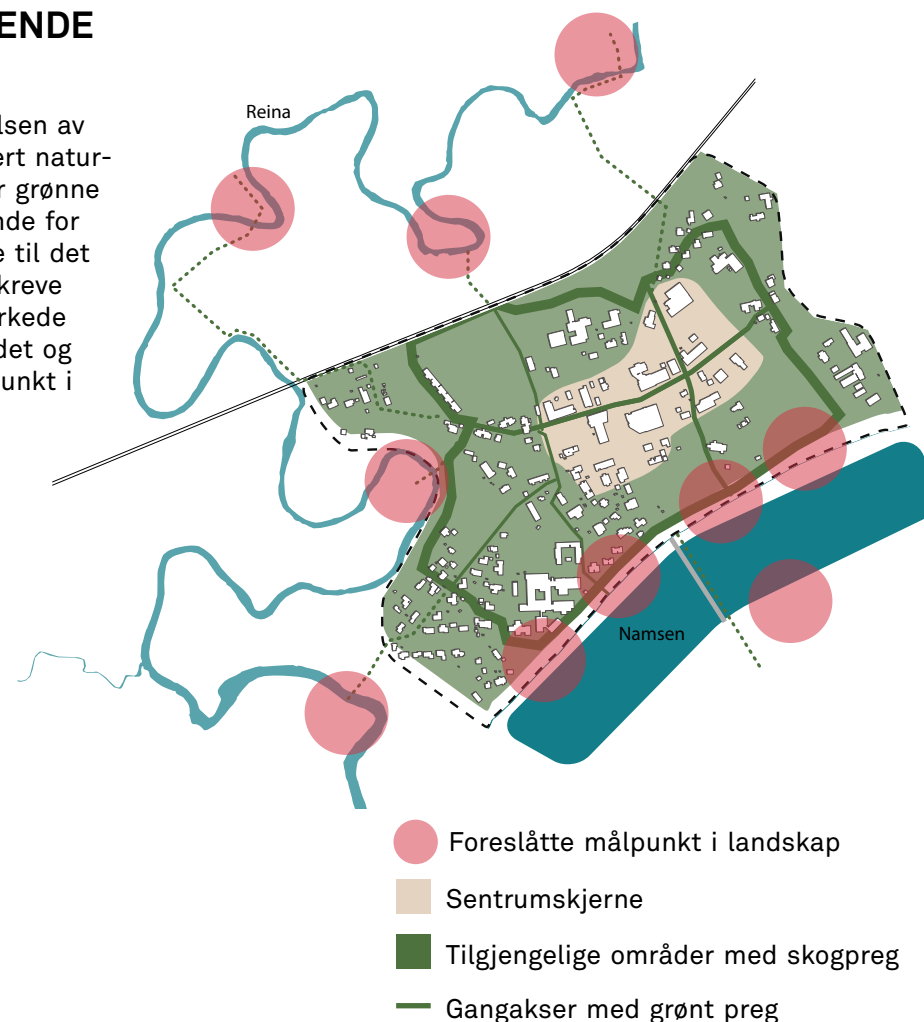 ENDE
lsen av
ert natur-
r grønne
nde for
e til det
kreve
rkede
det og
punkt i
Reina
Namsen
Foreslåtte målpunkt i landskap
Sentrumskjerne
Tilgjengelige områder med skogpreg
Gangakser med grønt preg